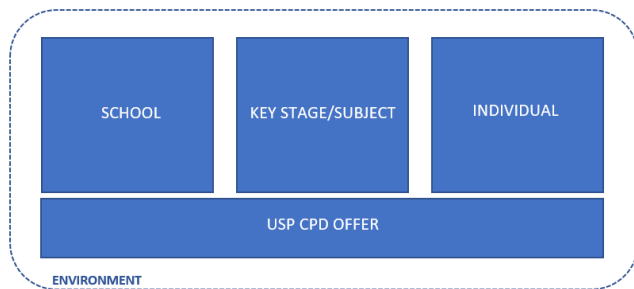 SCHOOL
KEY STAGE/SUBJECT
INDIVIDUAL
USP CPD OFFER
ENVIRONMENT